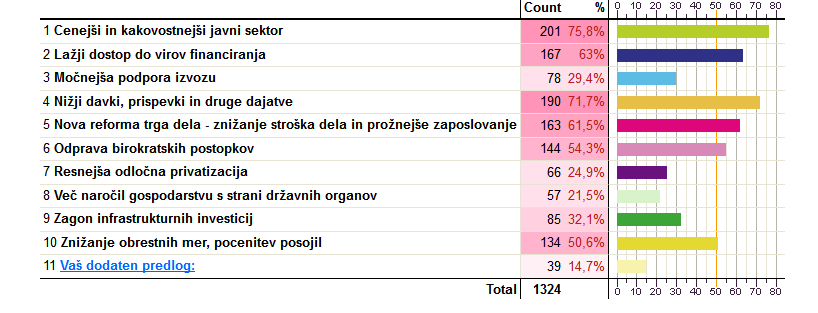 Count % 0 10 20 30 40 50 60 70 80
1 Cenejši in kakovostnejši javni sektor 201 75,8%
2 Lažji dostop do virov financiranja 167 63%
3 Močnejša podpora izvozu 78 29,4%
4 Nižji davki, prispevki in druge dajatve 190 71,7%
5 Nova reforma trga dela - znižanje stroška dela in prožnejše zaposlovanje 163 61,5%
6 Odprava birokratskih postopkov 144 54,3%
7 Resnejša odločna privatizacija 66 24,9%
8 Več naročil gospodarstvu s strani državnih organov 57 21,5%
9 Zagon infrastrukturnih investicij 85 32,1%
10 Znižanje obrestnih mer, pocenitev posojil 134 50,6%
11 Vaš dodaten predlog: 39 14,7%
Total 1324 0 10 20 30 40 50 60 70 80